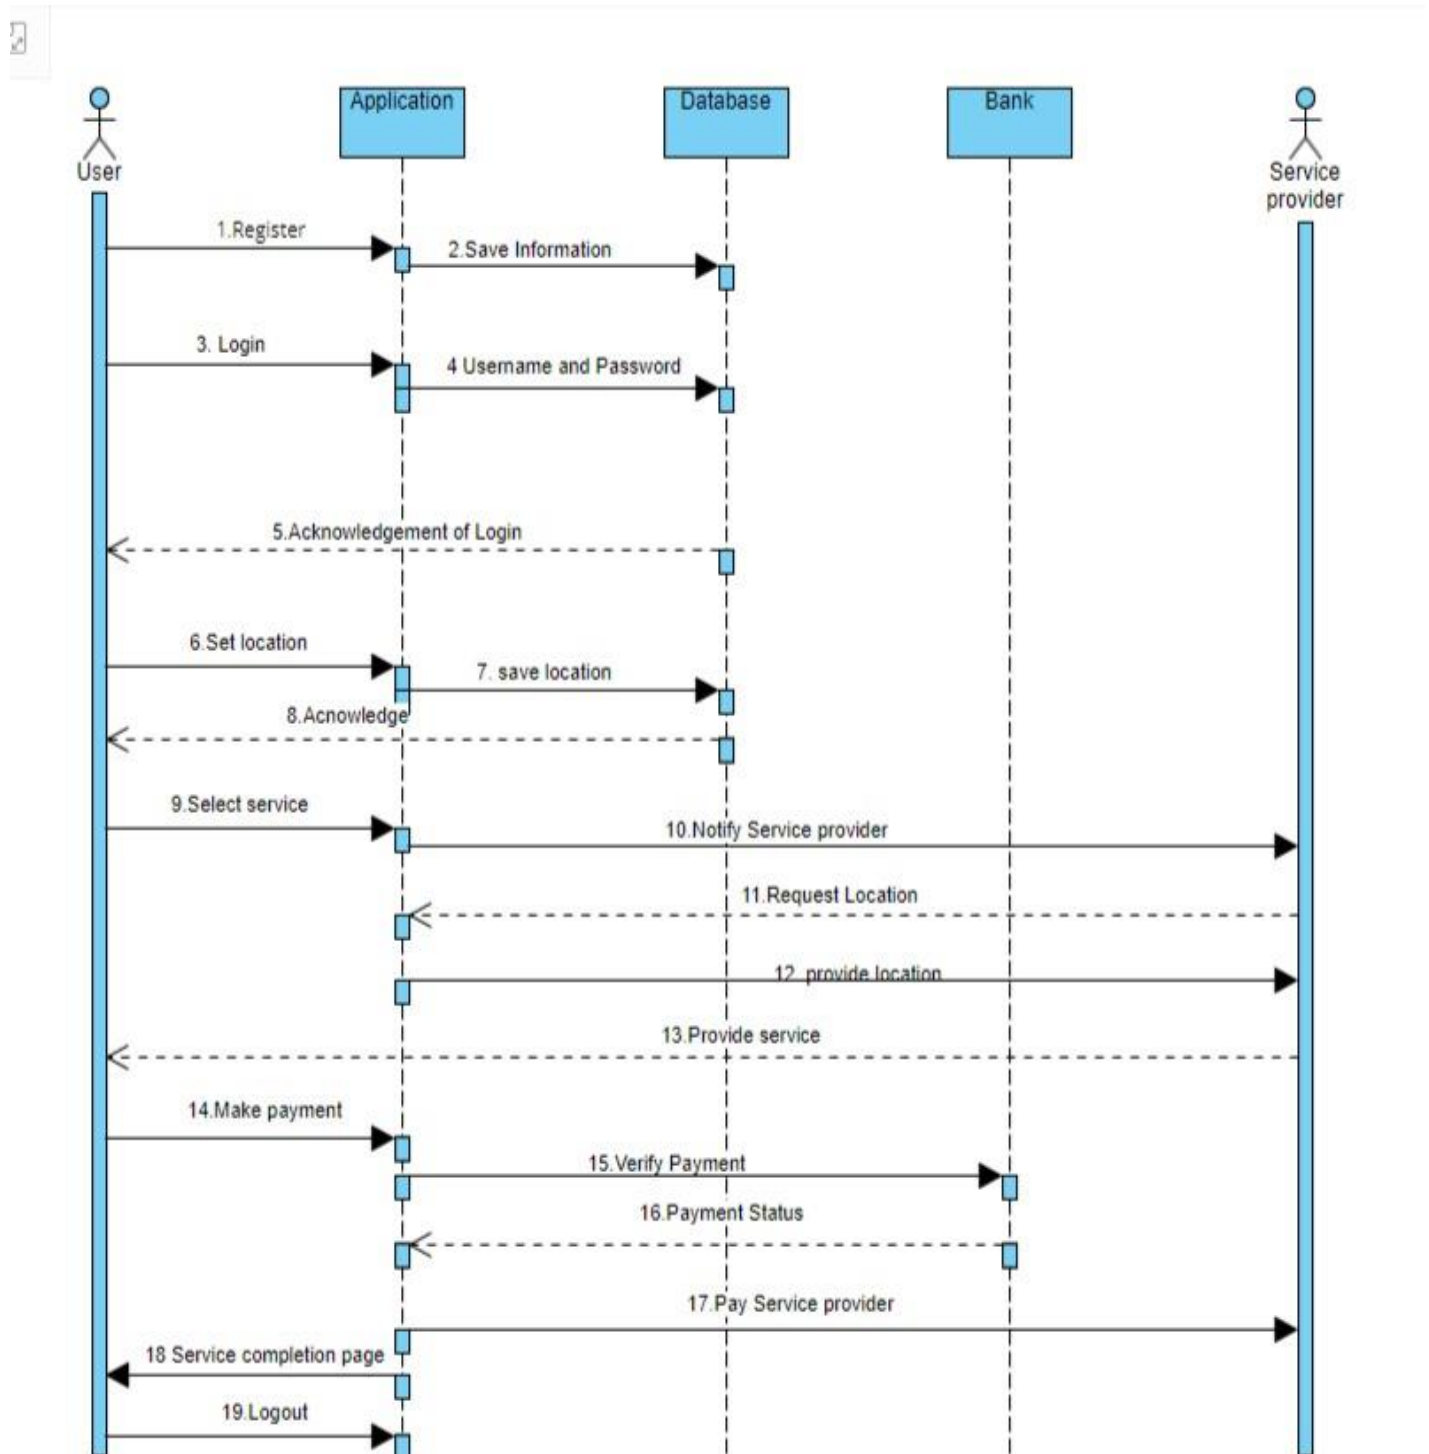 Application
Database
Bank
User
Service
provider
1.Register
2.Save Information
3. Login
4 Username and Password
5.Acknowledgement of Login
6.Set location
7. save location
8.Acnowledge
9.Select service
10.Notify Service provider
11.Request Location
12. provide location
13.Provide service
14.Make payment
15.Verify Payment
16.Payment Status
17.Pay Service provider
18 Service completion page
19.Logout